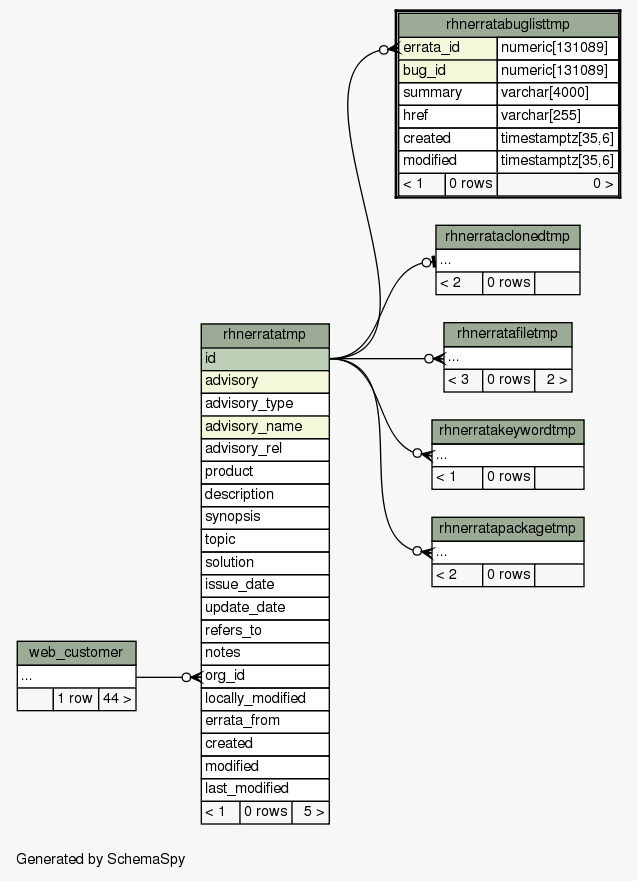 rhnerratabuglisttmp
errata_id numeric[131089]
bug_id numeric[131089]
summary varchar[4000]
href varchar[255]
created timestamptz[35,6]
modified timestamptz[35,6]
< 1 0 rows 0 >
rhnerrataclonedtmp
...
< 2 0 rows
rhnerratafiletmp
...
< 3 0 rows 2 >
rhnerratakeywordtmp
...
< 1 0 rows
rhnerratapackagetmp
...
< 2 0 rows
rhnerratatmp
id
advisory
advisory_type
advisory_name
advisory_rel
product
description
synopsis
topic
solution
issue_date
update_date
refers_to
notes
org_id
locally_modified
errata_from
created
modified
last_modified
< 1 0 rows 5 >
web_customer
...
1 row 44 >
Generated by SchemaSpy